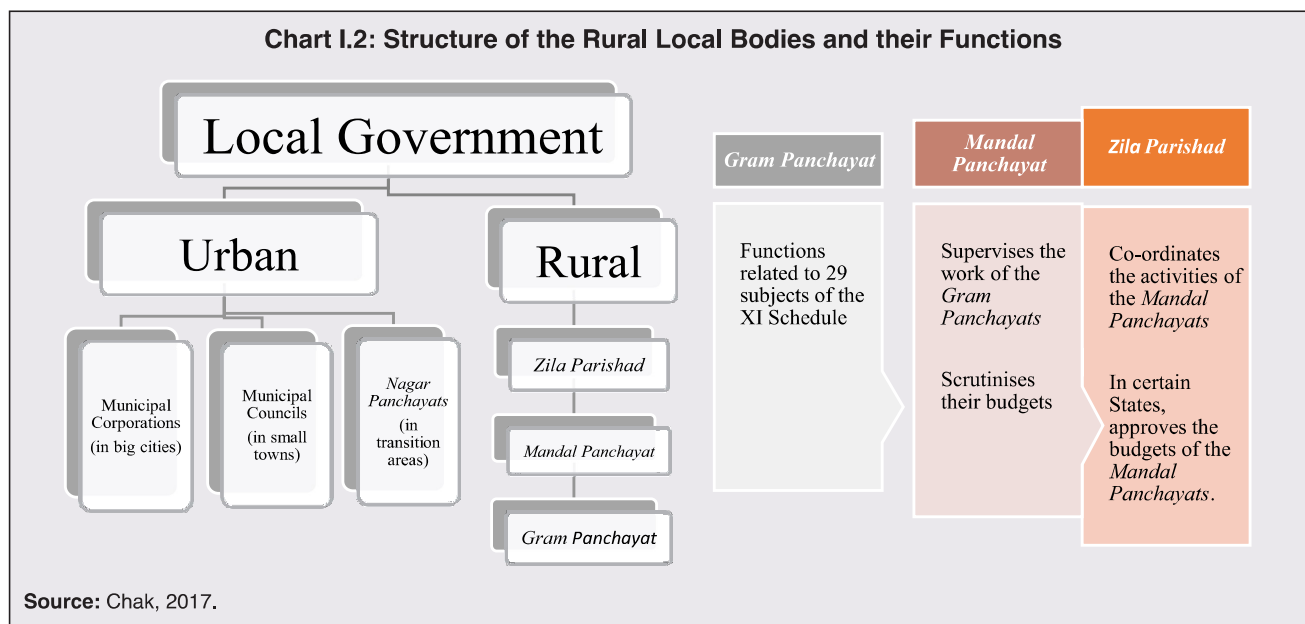 Chart I.2: Structure of the Rural Local Bodies and their Functions
Local Government
Urban
Rural
Municipal
Corporations
(in big cities)
Municipal
Councils
(in small
towns)
Nagar
Panchayats
(in
transition
areas)
Zila Parishad
Mandal Panchayat
Gram Panchayat
Gram Panchayat
Functions
related to 29
subjects of the
XI Schedule
Mandal
Panchayat
Supervises the
work of the
Gram
Panchayats
Scrutinises
their budgets
Zila Parishad
Co-ordinates
the activities of
the Mandal
Panchayats
In certain
States,
approves the
budgets of the
Mandal
Panchayats.
Source: Chak, 2017.